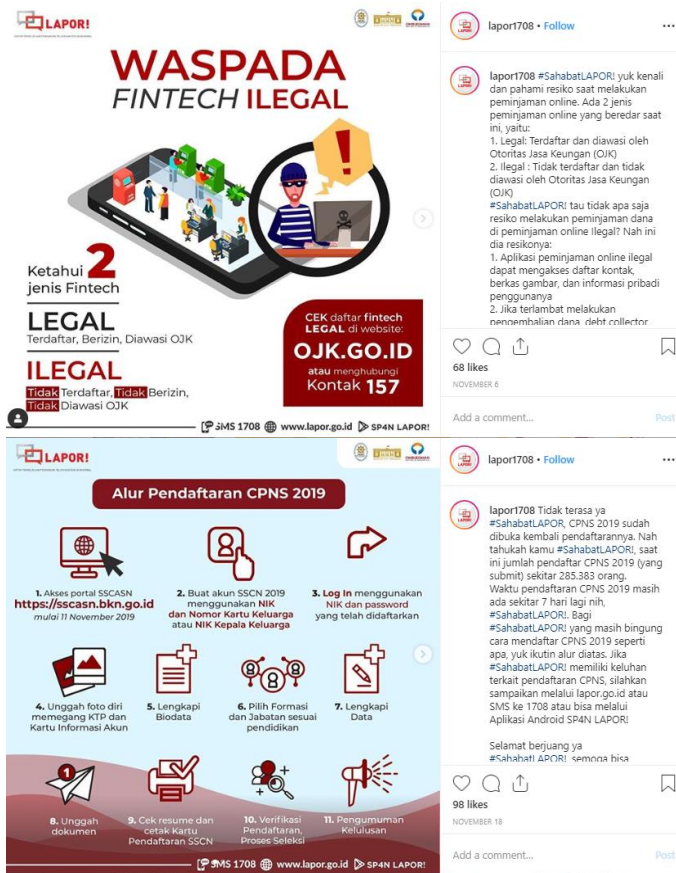 LAPOR!
WASPADA
FINTECH ILEGAL
Ketahui 2
jenis Fintech
LEGAL
Terdaftar, Berizin, Diawasi OJK
ILEGAL
Tidak Terdaftar, Tidak Berizin,
Tidak Diawasi OJK
CEK daftar fintech
LEGAL di website:
OJK.GO.ID
atau menghubungi
Kontak 157
SMS 1708 www.lapor.go.id SP4N LAPOR!
lapor1708 • Follow
lapor1708 #SahabatLAPOR! yuk kenali
dan pahami resiko saat melakukan
peminjaman online. Ada 2 jenis
peminjaman online yang beredar saat
ini, yaitu:
1. Legal: Terdaftar dan diawasi oleh
Otoritas Jasa Keungan (OJK)
2. Ilegal : Tidak terdaftar dan tidak
diawasi oleh Otoritas Jasa Keungan
(OJK)
#SahabatLAPOR! tau tidak apa saja
resiko melakukan peminjaman dana
di peminjaman online Ilegal? Nah ini
dia resikonya:
1. Aplikasi peminjaman online ilegal
dapat mengakses daftar kontak,
berkas gambar, dan informasi pribadi
penggunanya
2. Jika terlambat melakukan
pengembalian dana, debt collector
68 likes
NOVEMBER 6
Add a comment...
Post
LAPOR!
Alur Pendaftaran CPNS 2019
1. Akses portal SSCASN
https://sscasn.bkn.go.id
mulai 11 November 2019
2. Buat akun SSCN 2019
menggunakan NIK
dan Nomor Kartu Keluarga
atau NIK Kepala Keluarga
3. Log In menggunakan
NIK dan password
yang telah didaftarkan
4. Unggah foto diri
memegang KTP dan
Kartu Informasi Akun
5. Lengkapi
Biodata
6. Pilih Formasi
dan Jabatan sesuai
pendidikan
7. Lengkapi
Data
8. Unggah
dokumen
9. Cek resume dan
cetak Kartu
Pendaftaran SSCN
10. Verifikasi
Pendaftaran,
Proses Seleksi
11. Pengumuman
Kelulusan
SMS 1708 www.lapor.go.id SP4N LAPOR!
lapor1708 • Follow
lapor1708 Tidak terasa ya
#SahabatLAPOR, CPNS 2019 sudah
dibuka kembali pendaftarannya. Nah
tahukah kamu #SahabatLAPOR!, saat
ini jumlah pendaftar CPNS 2019 (yang
submit) sekitar 285.383 orang.
Waktu pendaftaran CPNS 2019 masih
ada sekitar 7 hari lagi nih,
#SahabatLAPOR!. Bagi
#SahabatLAPOR! yang masih bingung
cara mendaftar CPNS 2019 seperti
apa, yuk ikutin alur diatas. Jika
#SahabatLAPOR! memiliki keluhan
terkait pendaftaran CPNS, silahkan
sampaikan melalui lapor.go.id atau
SMS ke 1708 atau bisa melalui
Aplikasi Android SP4N LAPOR!
Selamat berjuang ya
#SahabatLAPOR! semoga bisa
98 likes
NOVEMBER 18
Add a comment...
Post